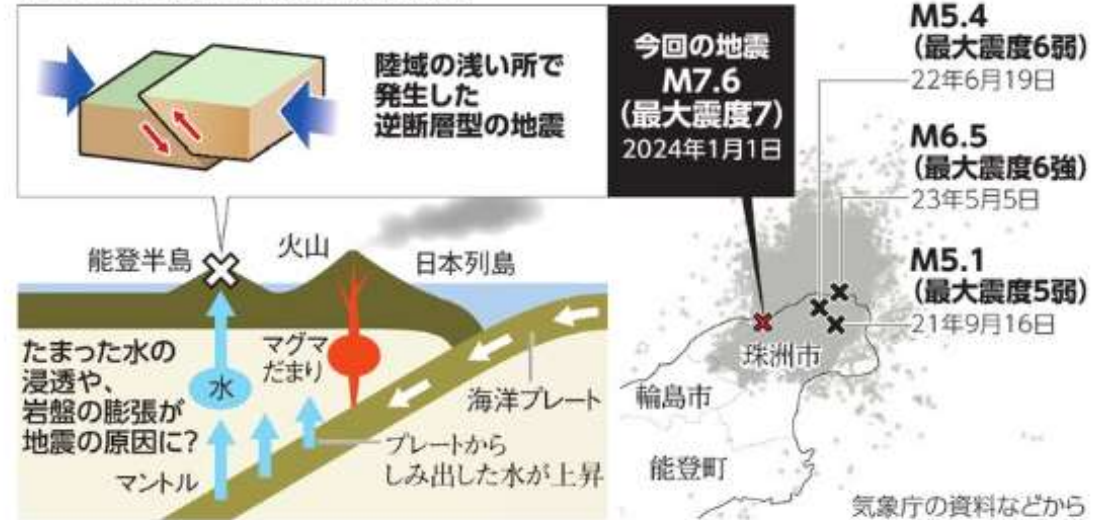 陸域の浅い所で
発生した
逆断層型の地震
今回の地震
M7.6
(最大震度7)
2024年1月1日
M5.4
(最大震度6弱)
22年6月19日
M6.5
(最大震度6強)
23年5月5日
M5.1
(最大震度5弱)
21年9月16日
能登半島
火山
日本列島
たまった水の
浸透や、
岩盤の膨張が
地震の原因に?
水
マグマ
だまり
海洋プレート
プレートから
しみ出した水が上昇
マントル
珠洲市
輪島市
能登町
気象庁の資料などから